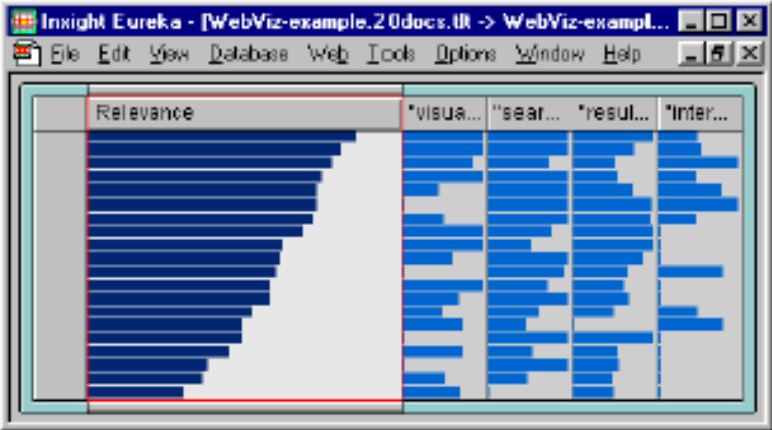 Inxight Eureka - [WebViz-example.20docs.tlt -> WebViz-exampl...
File Edit View Database Web Tools Options Window Help
Relevance "visua... "sear... "resul... "inter...